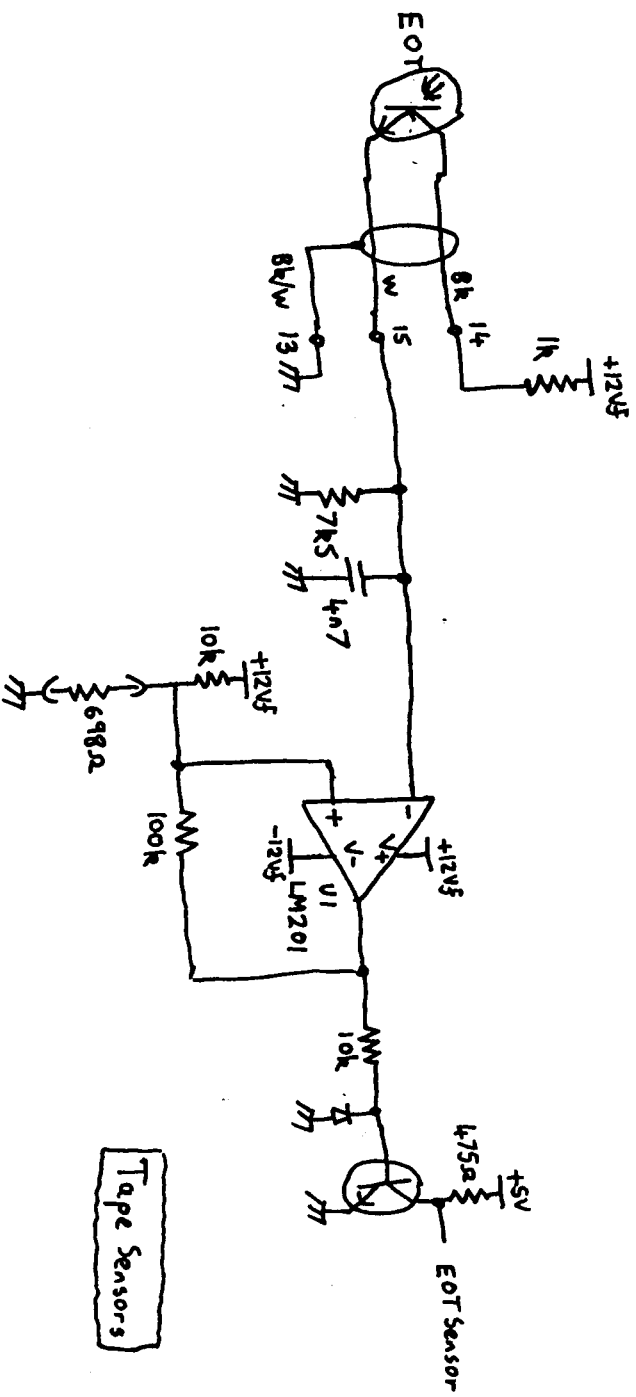 EOT
Bk
W
Bk/W
14
15
13
1k
+12Vf
7k5
4n7
+12Vf
10k
698Ω
100k
-
+
V+
V-
+12Vf
-12Vf
U1
LM201
10k
475Ω
+5V
EOT Sensor
Tape Sensors